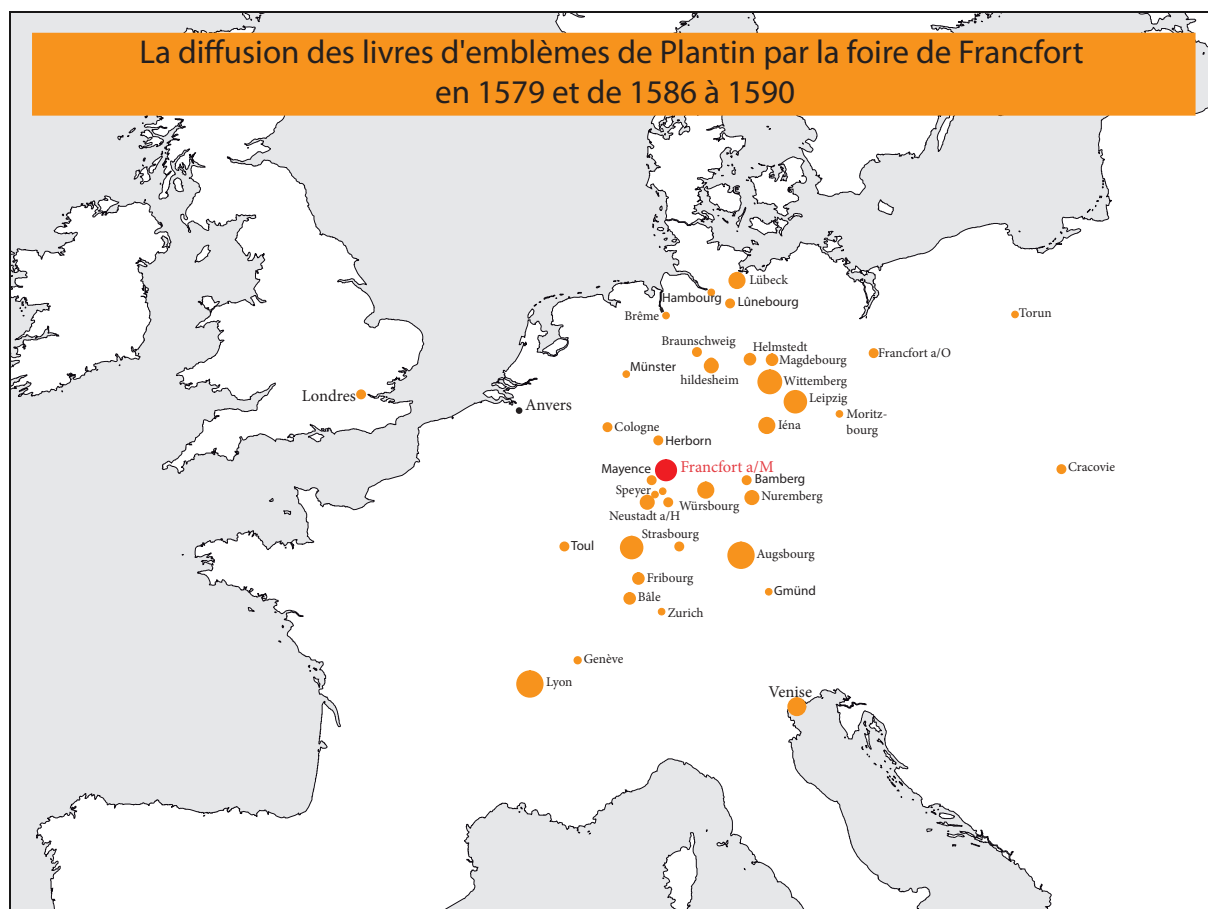 La diffusion des livres d'emblèmes de Plantin par la foire de Francfort
en 1579 et de 1586 à 1590
Lübeck
Hambourg
Lûnebourg
Brême
Torun
Braunschweig
Helmstedt
Francfort a/O
Magdebourg
Münster
hildesheim
Wittemberg
Londres
Leipzig
Anvers
Moritz-
bourg
Cologne
Iéna
Herborn
Mayence
Francfort a/M
Cracovie
Bamberg
Speyer
Nuremberg
Würsbourg
Neustadt a/H
Strasbourg
Toul
Augsbourg
Fribourg
Gmünd
Bâle
Zurich
Genève
Lyon
Venise